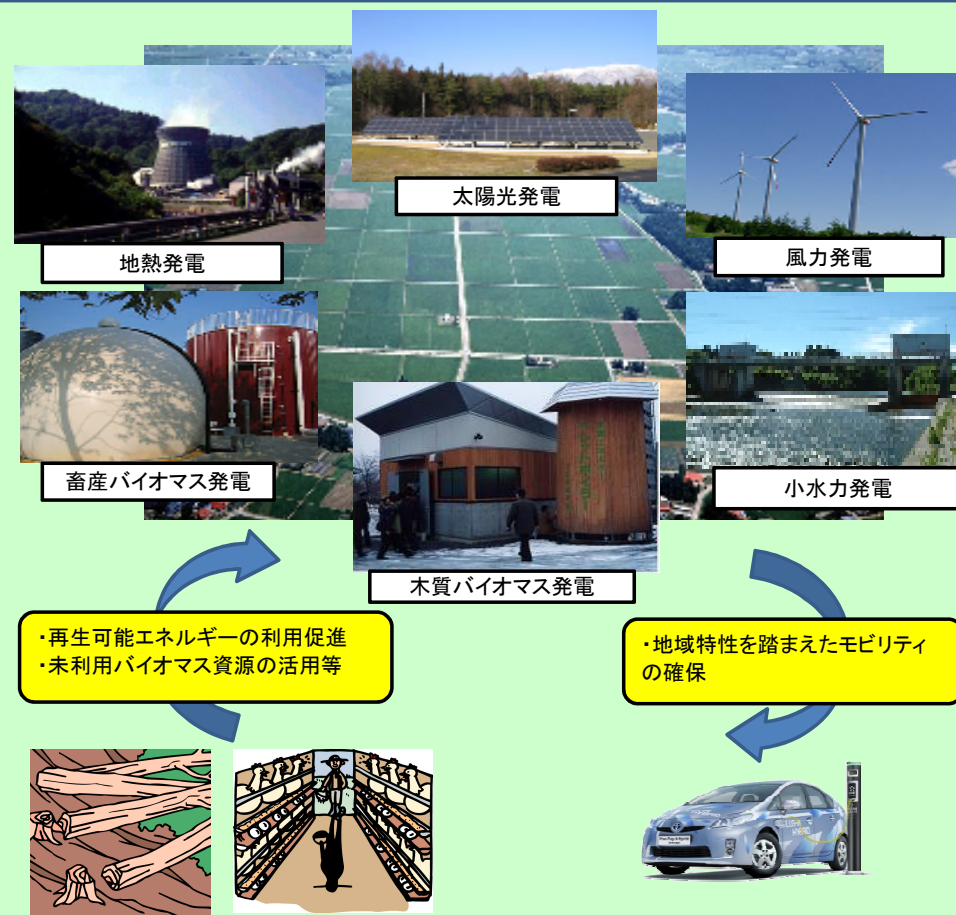 太陽光発電
地熱発電
風力発電
畜産バイオマス発電
小水力発電
木質バイオマス発電
・再生可能エネルギーの利用促進
・未利用バイオマス資源の活用等
・地域特性を踏まえたモビリティ
の確保